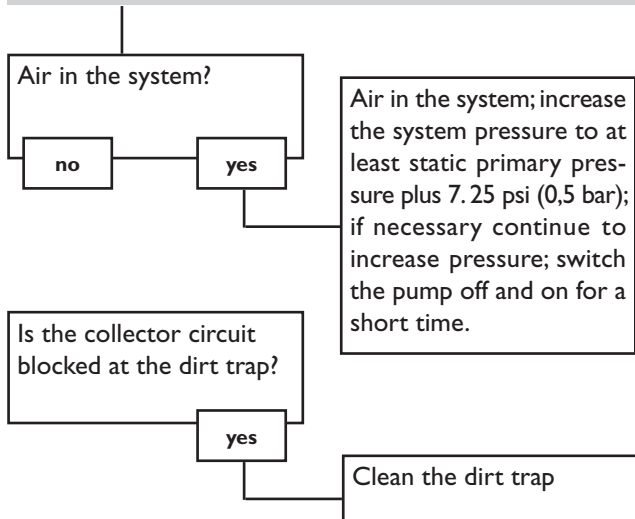 Air in the system?
no
yes
Air in the system; increase
the system pressure to at
least static primary pres-
sure plus 7. 25 psi (0,5 bar);
if necessary continue to
increase pressure; switch
the pump off and on for a
short time.
Is the collector circuit
blocked at the dirt trap?
yes
Clean the dirt trap